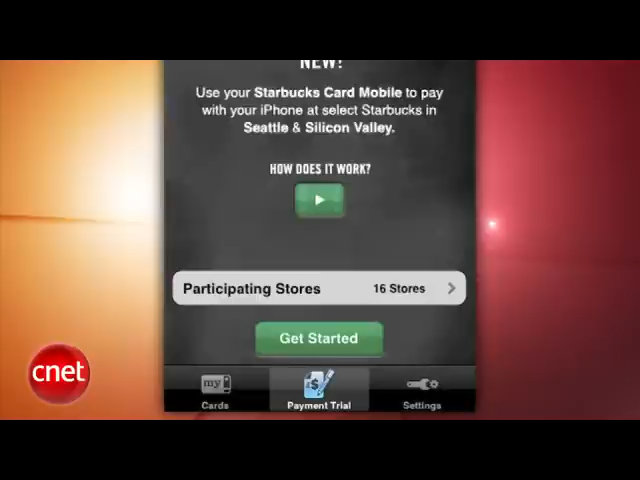 NEW!
Use your Starbucks Card Mobile to pay
with your iPhone at select Starbucks in
Seattle & Silicon Valley.
HOW DOES IT WORK?
Participating Stores 16 Stores
Get Started
cnet
my
$
Cards Payment Trial Settings